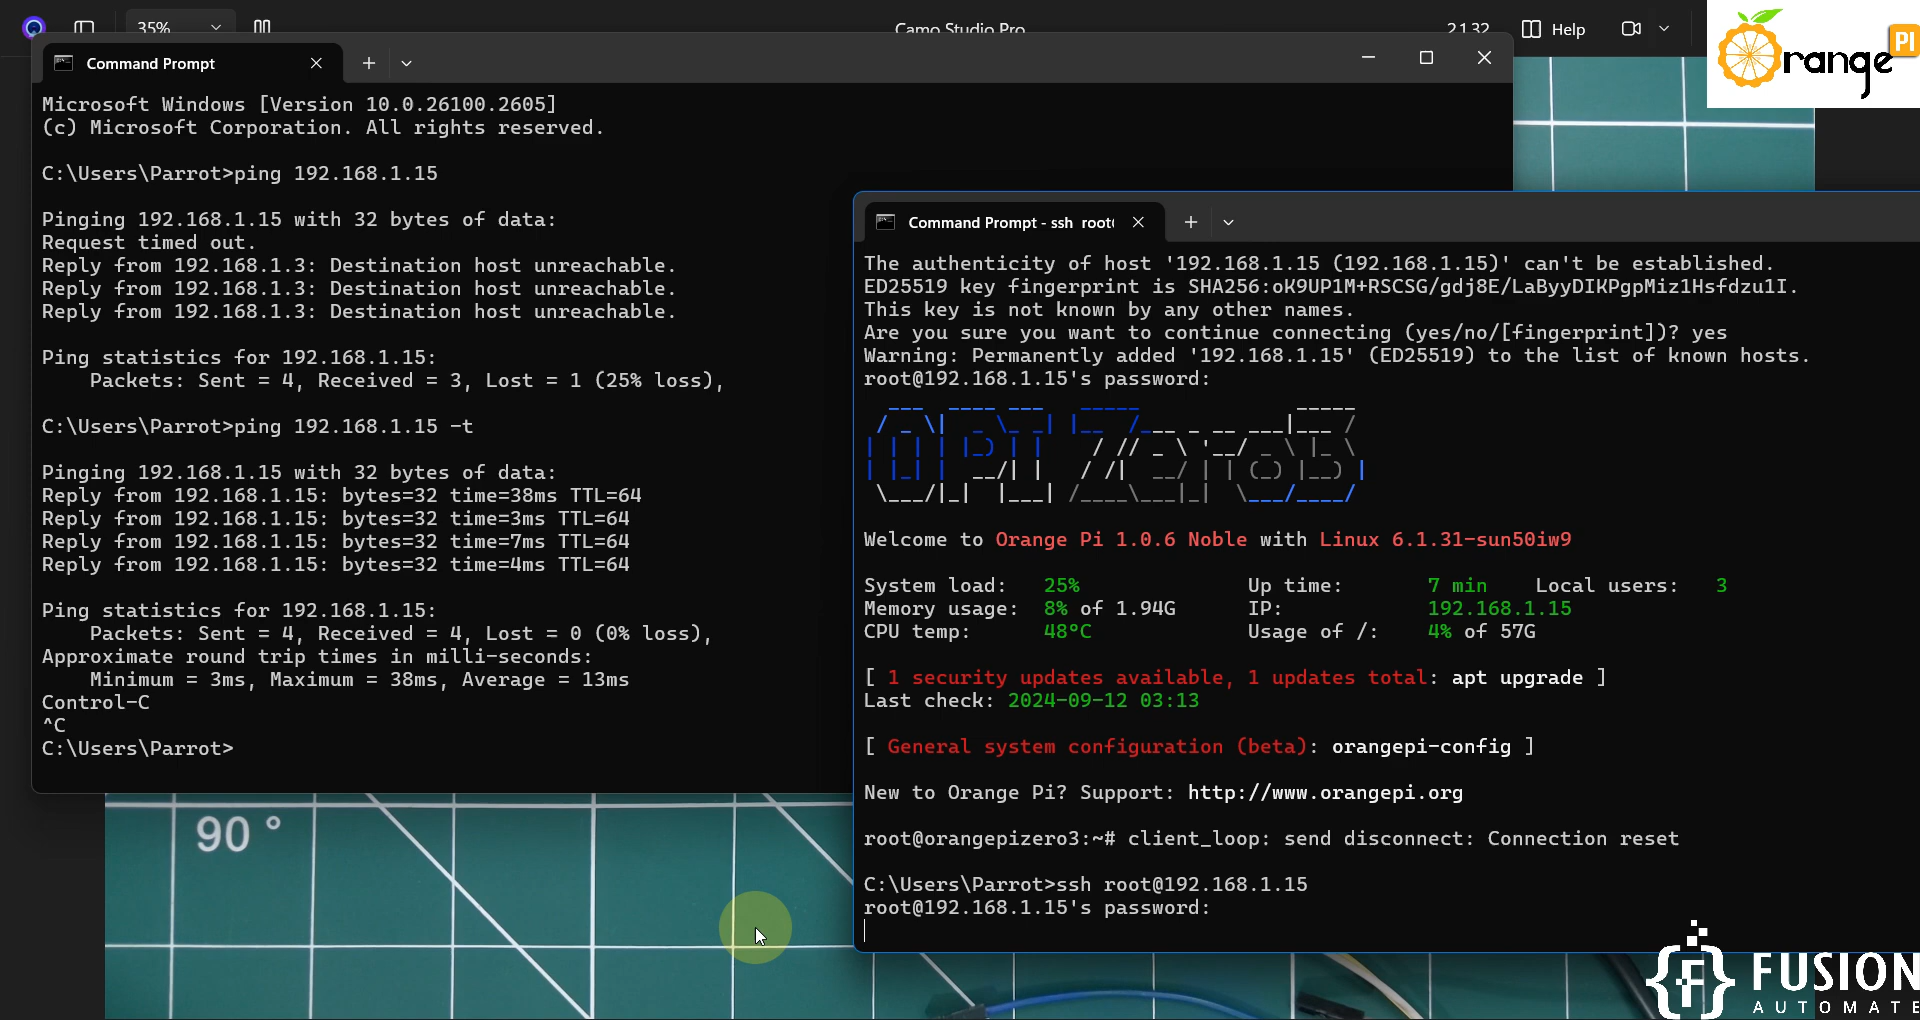 35%
Camo Studio Pro
21.32
Help
Orange PI
Command Prompt
Microsoft Windows [Version 10.0.26100.2605]
(c) Microsoft Corporation. All rights reserved.
C:\Users\Parrot>ping 192.168.1.15
Pinging 192.168.1.15 with 32 bytes of data:
Request timed out.
Reply from 192.168.1.3: Destination host unreachable.
Reply from 192.168.1.3: Destination host unreachable.
Reply from 192.168.1.3: Destination host unreachable.
Ping statistics for 192.168.1.15:
Packets: Sent = 4, Received = 3, Lost = 1 (25% loss),
C:\Users\Parrot>ping 192.168.1.15 -t
Pinging 192.168.1.15 with 32 bytes of data:
Reply from 192.168.1.15: bytes=32 time=38ms TTL=64
Reply from 192.168.1.15: bytes=32 time=3ms TTL=64
Reply from 192.168.1.15: bytes=32 time=7ms TTL=64
Reply from 192.168.1.15: bytes=32 time=4ms TTL=64
Ping statistics for 192.168.1.15:
Packets: Sent = 4, Received = 4, Lost = 0 (0% loss),
Approximate round trip times in milli-seconds:
Minimum = 3ms, Maximum = 38ms, Average = 13ms
Control-C
^C
C:\Users\Parrot>
Command Prompt - ssh root
The authenticity of host '192.168.1.15 (192.168.1.15)' can't be established.
ED25519 key fingerprint is SHA256:oK9UP1M+RSCSG/gdj8E/LaByyDIKPgpMiz1Hsfdzu1I.
This key is not known by any other names.
Are you sure you want to continue connecting (yes/no/[fingerprint])? yes
Warning: Permanently added '192.168.1.15' (ED25519) to the list of known hosts.
root@192.168.1.15's password:
OPI Zero3
Welcome to Orange Pi 1.0.6 Noble with Linux 6.1.31-sun50iw9
System load: 25% Up time: 7 min Local users: 3
Memory usage: 8% of 1.94G IP: 192.168.1.15
CPU temp: 48°C Usage of /: 4% of 57G
[ 1 security updates available, 1 updates total: apt upgrade ]
Last check: 2024-09-12 03:13
[ General system configuration (beta): orangepi-config ]
New to Orange Pi? Support: http://www.orangepi.org
root@orangepizero3:~# client_loop: send disconnect: Connection reset
C:\Users\Parrot>ssh root@192.168.1.15
root@192.168.1.15's password:
90°
FUSION
AUTOMATE